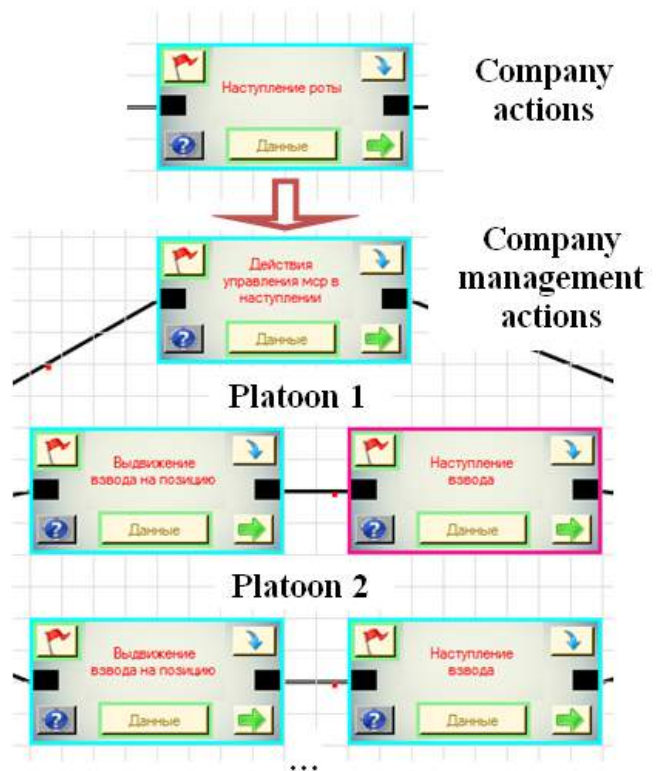 Наступление роты
Company
actions
Данные
Действия
управления мср в
наступлении
Company
management
actions
Данные
Platoon 1
Выдвижение
взвода на позицию
Наступление
взвода
Данные
Данные
Platoon 2
Выдвижение
взвода на позицию
Наступление
взвода
Данные
Данные
...